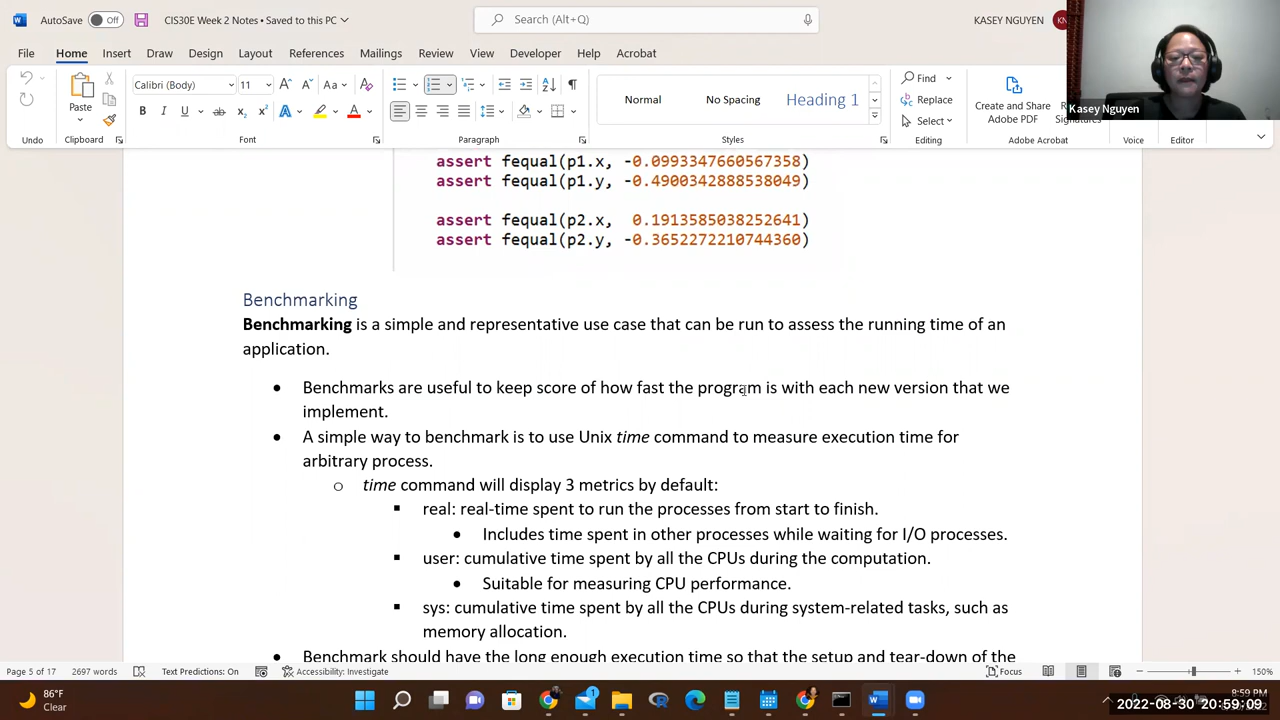 AutoSave Off CIS30E Week 2 Notes • Saved to this PC Search (Alt+Q) KASEY NGUYEN KN
File Home Insert Draw Design Layout References Mailings Review View Developer Help Acrobat
Paste Calibri (Body) 11 Aa Normal No Spacing Heading 1 Find Replace Select Create and Share Adobe PDF Signatures
Undo Clipboard Font Paragraph Styles Editing Adobe Acrobat Voice Editor
Kasey Nguyen
assert fequal(p1.x, -0.0993347660567358)
assert fequal(p1.y, -0.4900342888538049)
assert fequal(p2.x, 0.1913585038252641)
assert fequal(p2.y, -0.3652272210744360)
Benchmarking
Benchmarking is a simple and representative use case that can be run to assess the running time of an
application.
• Benchmarks are useful to keep score of how fast the program is with each new version that we
implement.
• A simple way to benchmark is to use Unix time command to measure execution time for
arbitrary process.
o time command will display 3 metrics by default:
▪ real: real-time spent to run the processes from start to finish.
• Includes time spent in other processes while waiting for I/O processes.
▪ user: cumulative time spent by all the CPUs during the computation.
• Suitable for measuring CPU performance.
▪ sys: cumulative time spent by all the CPUs during system-related tasks, such as
memory allocation.
• Benchmark should have the long enough execution time so that the setup and tear-down of the
Page 5 of 17 2697 words Text Predictions: On Accessibility: Investigate Focus 150%
86°F
Clear
8:59 PM
2022-08-30 20:59:09